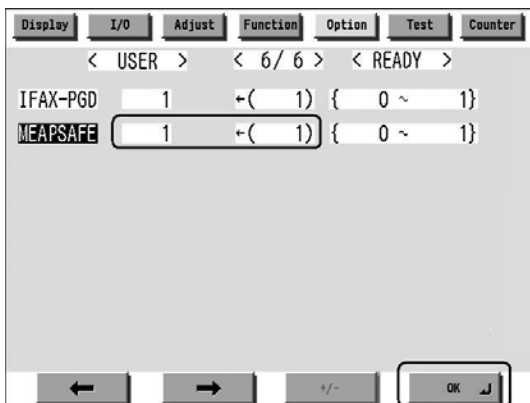 Display I/O Adjust Function Option Test Counter
< USER > < 6/ 6 > < READY >
IFAX-PGD 1 ←( 1) { 0 ~ 1}
MEAPSAFE 1 ←( 1) { 0 ~ 1}
← → +/- OK ↵